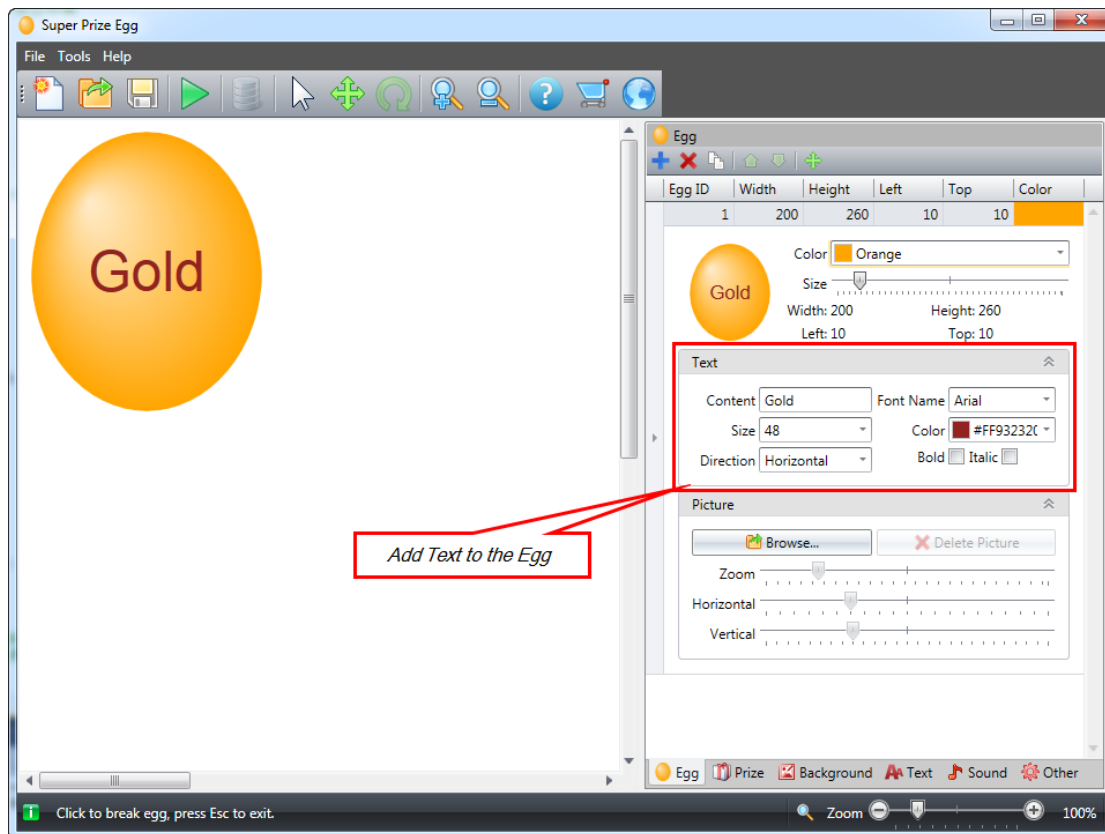 Super Prize Egg
File Tools Help
Gold
Egg
Egg ID Width Height Left Top Color
1 200 260 10 10
Gold
Color Orange
Size
Width: 200 Height: 260
Left: 10 Top: 10
Text
Content Gold Font Name Arial
Size 48 Color #FF932320
Direction Horizontal Bold Italic
Add Text to the Egg
Picture
Browse... Delete Picture
Zoom
Horizontal
Vertical
Egg Prize Background Text Sound Other
Click to break egg, press Esc to exit. Zoom 100%